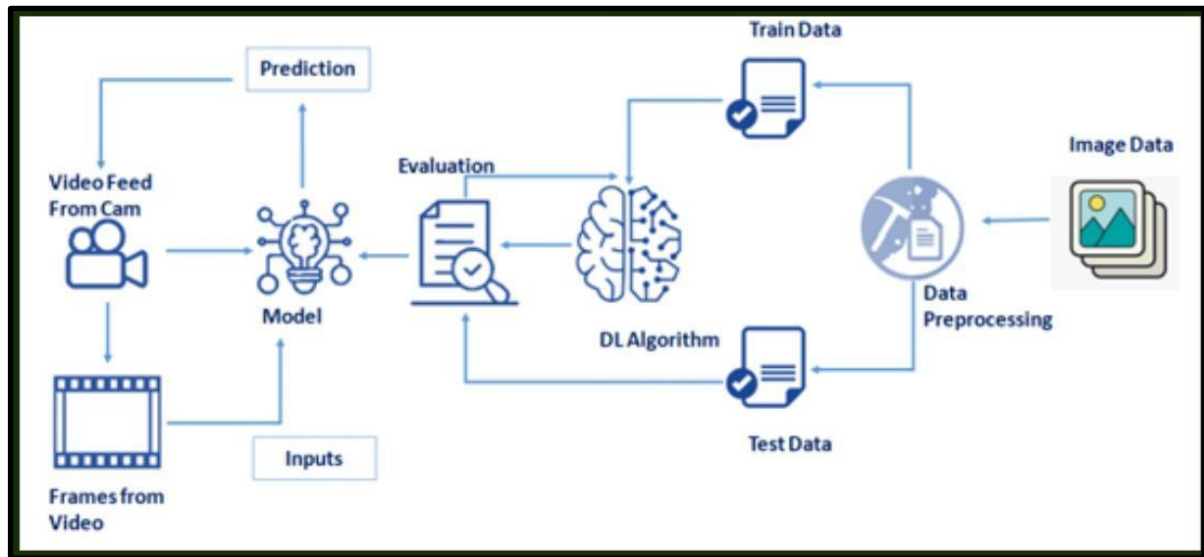 Train Data
Prediction
Image Data
Evaluation
Video Feed
From Cam
Model
Data
Preprocessing
DL Algorithm
Test Data
Inputs
Frames from
Video